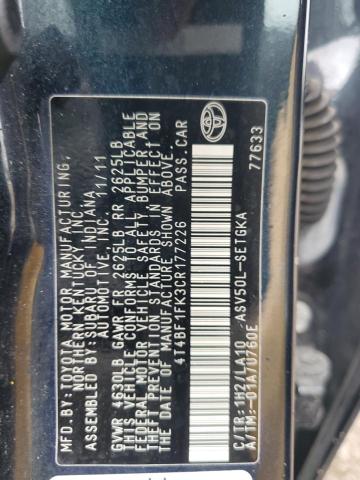 MFD.BY:TOYOTA MOTOR MANUFACTURING,
NORTHERN KENTUCKY, INC.
ASSEMBLED BY:SUBARU OF INDIANA
AUTOMOTIVE, INC. 11/11
GVWR 4630LB GAWR FR 2625LB RR 2625LB
THIS VEHICLE CONFORMS TO ALL APPLICABLE
FEDERAL MOTOR VEHICLE SAFETY, BUMPER, AND
THEFT PREVENTION STANDARDS IN EFFECT ON
THE DATE OF MANUFACTURE SHOWN ABOVE.
4T4BF1FK3CR177226 PASS.CAR
C/TR:1H2/LA10 ASV50L-SETGKA
A/TM:-01A/U760E 77633